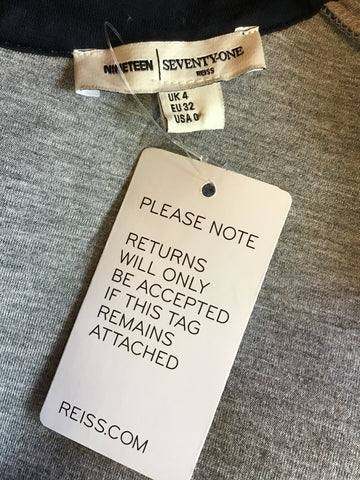 NINETEEN | SEVENTY-ONE
REISS
UK 4
EU 32
USA 0
PLEASE NOTE
RETURNS
WILL ONLY
BE ACCEPTED
IF THIS TAG
REMAINS
ATTACHED
REISS.COM